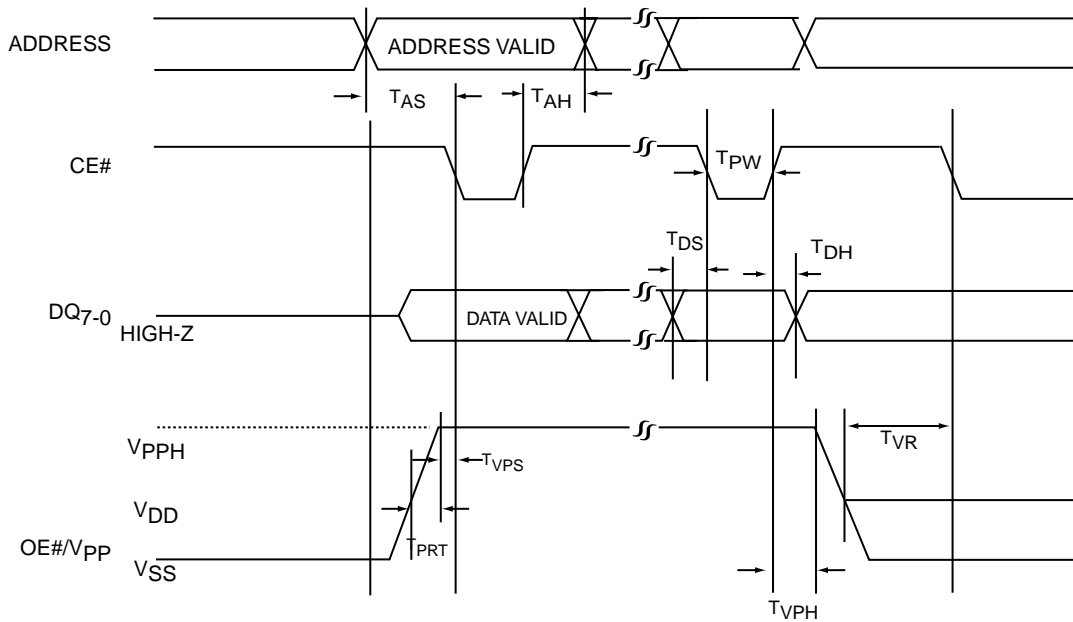 ADDRESS
ADDRESS VALID
TAS
TAH
CE#
TPW
TDS
TDH
DQ7-0
HIGH-Z
DATA VALID
VPPH
TVPS
TVR
VDD
OE#/VPP
TPRT
VSS
TVPH